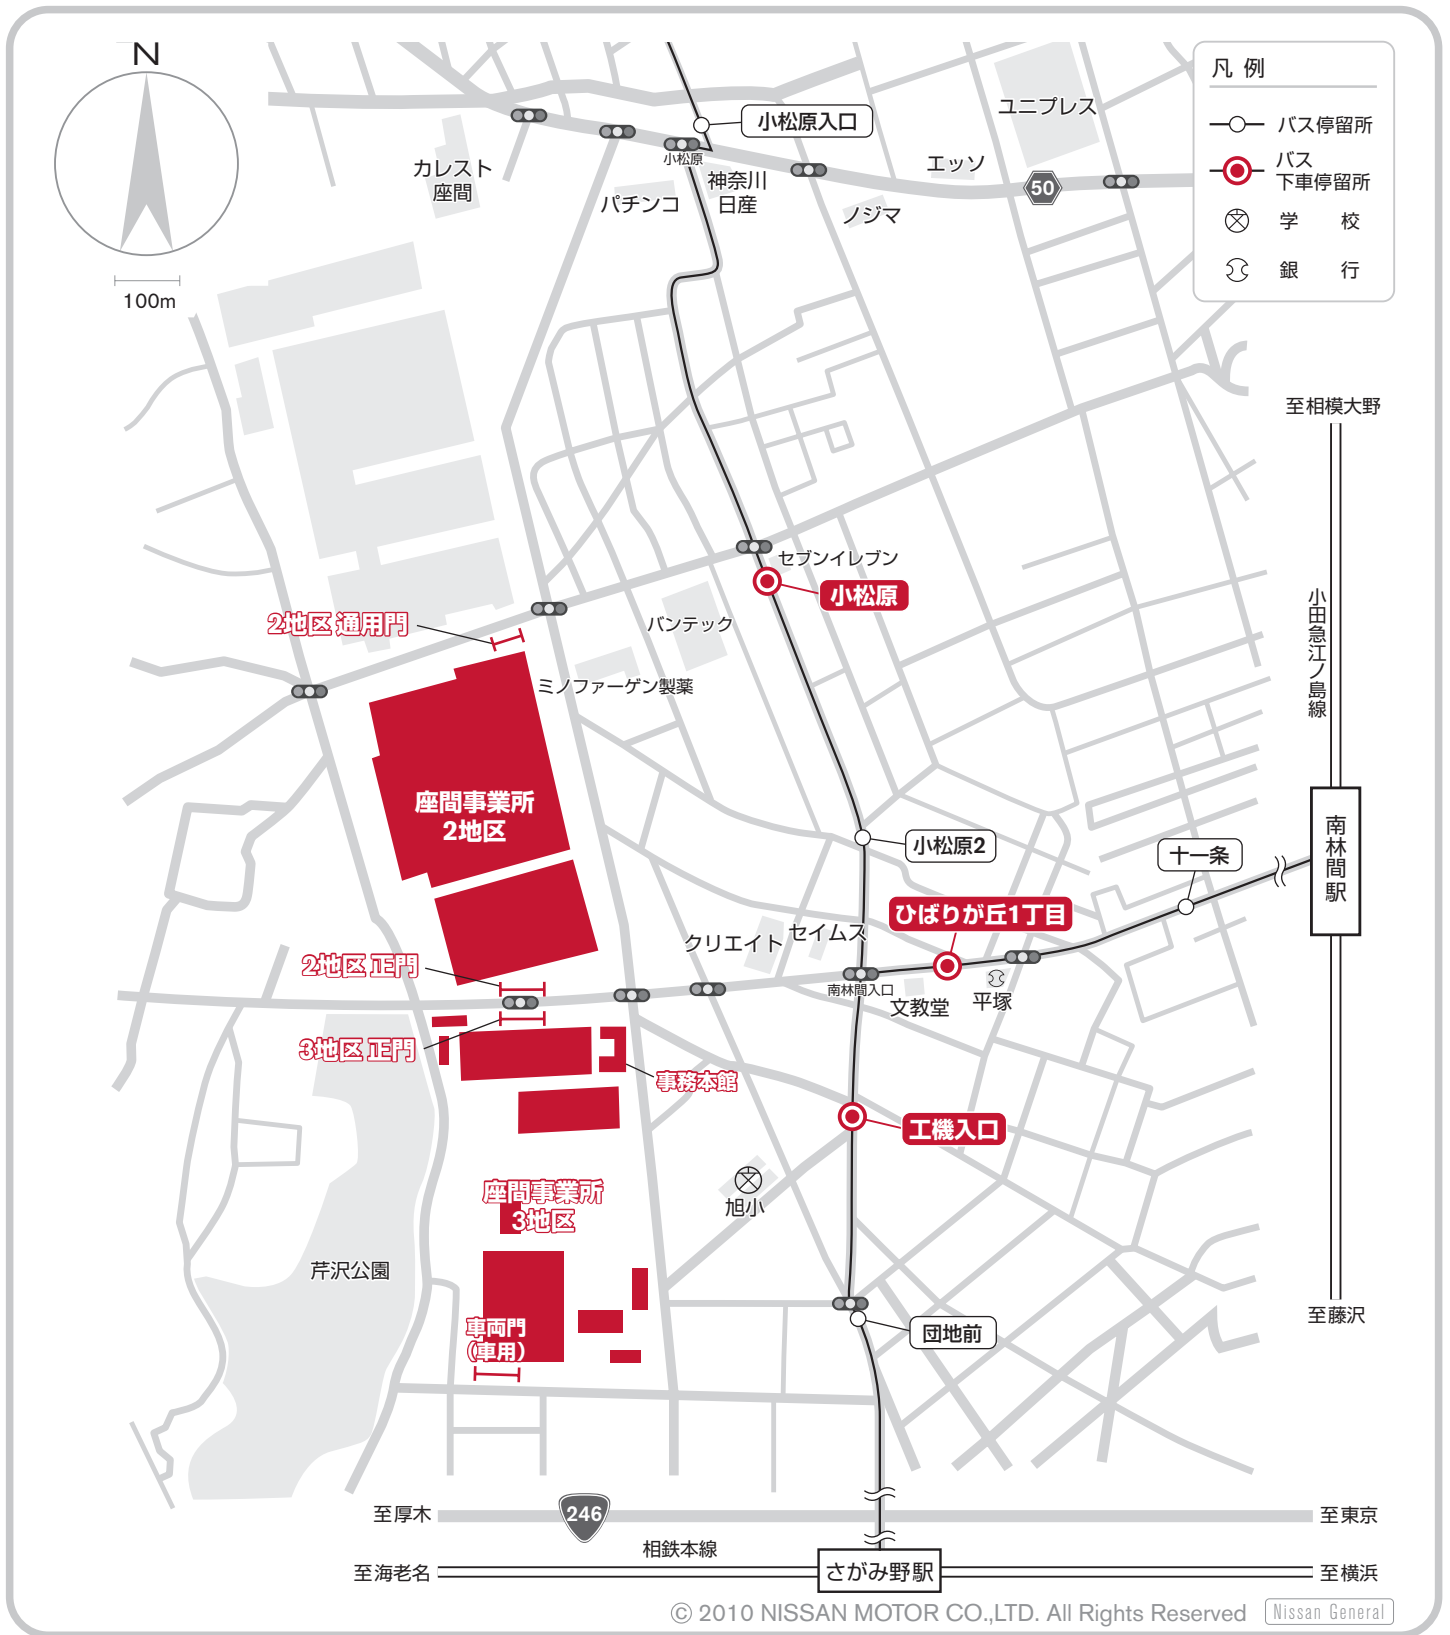 N
100m
凡 例
バス停留所
バス
下車停留所
学 校
銀 行
小松原入口
小松原
カレスト
座間
パチンコ
神奈川
日産
ノジマ
エッソ
ユニプレス
50
至相模大野
小田急江ノ島線
南林間駅
至藤沢
セブンイレブン
小松原
バンテック
ミノファーゲン製薬
2地区 通用門
座間事業所
2地区
小松原2
十一条
ひばりが丘1丁目
クリエイト
セイムス
南林間入口
文教堂
平塚
2地区 正門
3地区 正門
事務本館
工機入口
旭小
座間事業所
3地区
芹沢公園
車両門
(車用)
団地前
至厚木
246
至東京
相鉄本線
至海老名
さがみ野駅
至横浜
© 2010 NISSAN MOTOR CO.,LTD. All Rights Reserved
Nissan General